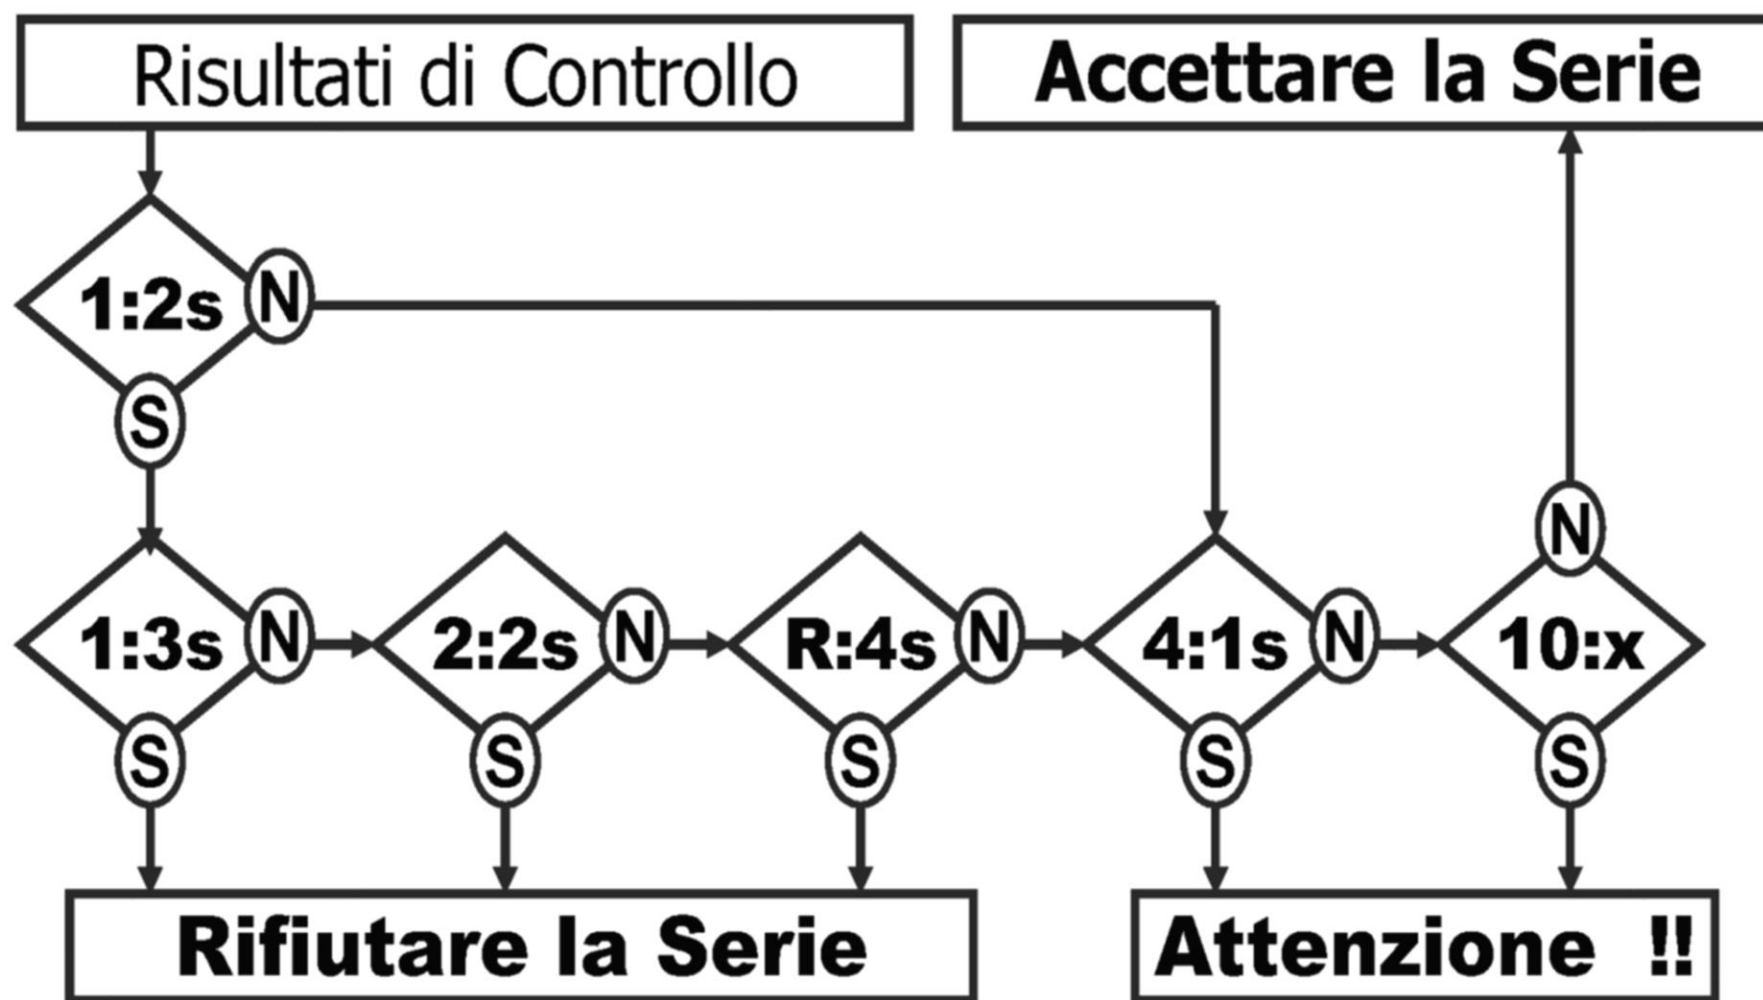 Risultati di Controllo
Accettare la Serie
1:2s
N
S
N
1:3s
N
2:2s
N
R:4s
N
4:1s
N
10:x
S
S
S
S
S
Rifiutare la Serie
Attenzione !!